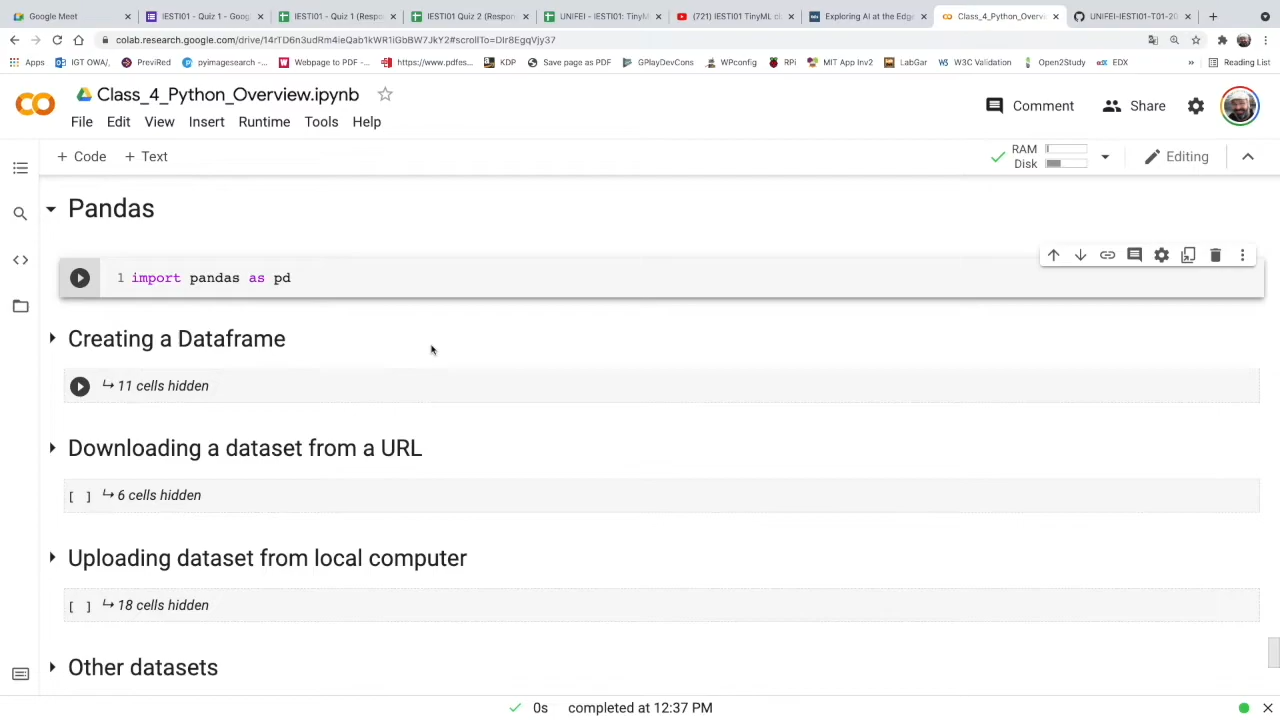 Google Meet
IESTI01 - Quiz 1 - Goog
IESTI01 - Quiz 1 (Respo
IESTI01 Quiz 2 (Respon
UNIFEI - IESTI01: TinyM
(721) IESTI01 TinyML cl
Exploring AI at the Edge
Class_4_Python_Overvi
UNIFEI-IESTI01-T01-20
colab.research.google.com/drive/14rTD6n3udRm4ieQab1kWR1iGbBW7JkY2#scrollTo=DIr8EgqVjy37
Apps
IGT OWA/,
PreviRed
pyimagesearch -...
Webpage to PDF -...
https://www.pdfes...
KDP
Save page as PDF
GPlayDevCons
WPconfig
RPi
MIT App Inv2
LabGar
W3C Validation
Open2Study
EDX
»
Reading List
Class_4_Python_Overview.ipynb
Comment
Share
File Edit View Insert Runtime Tools Help
+ Code + Text
RAM
Disk
Editing
Pandas
1 import pandas as pd
Creating a Dataframe
11 cells hidden
Downloading a dataset from a URL
[ ] 6 cells hidden
Uploading dataset from local computer
[ ] 18 cells hidden
Other datasets
0s completed at 12:37 PM